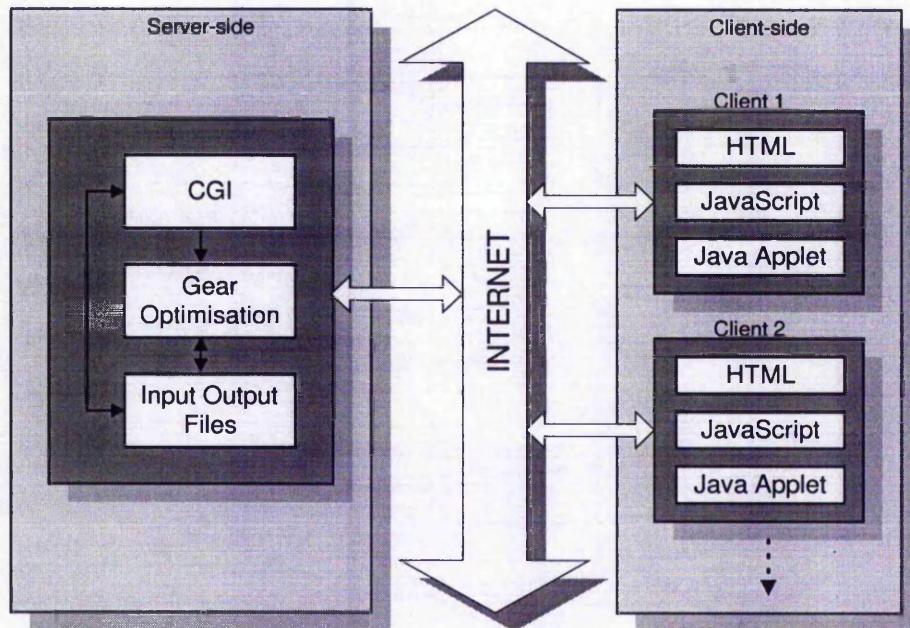 Server-side
CGI
Gear
Optimisation
Input Output
Files
INTERNET
Client-side
Client 1
HTML
JavaScript
Java Applet
Client 2
HTML
JavaScript
Java Applet